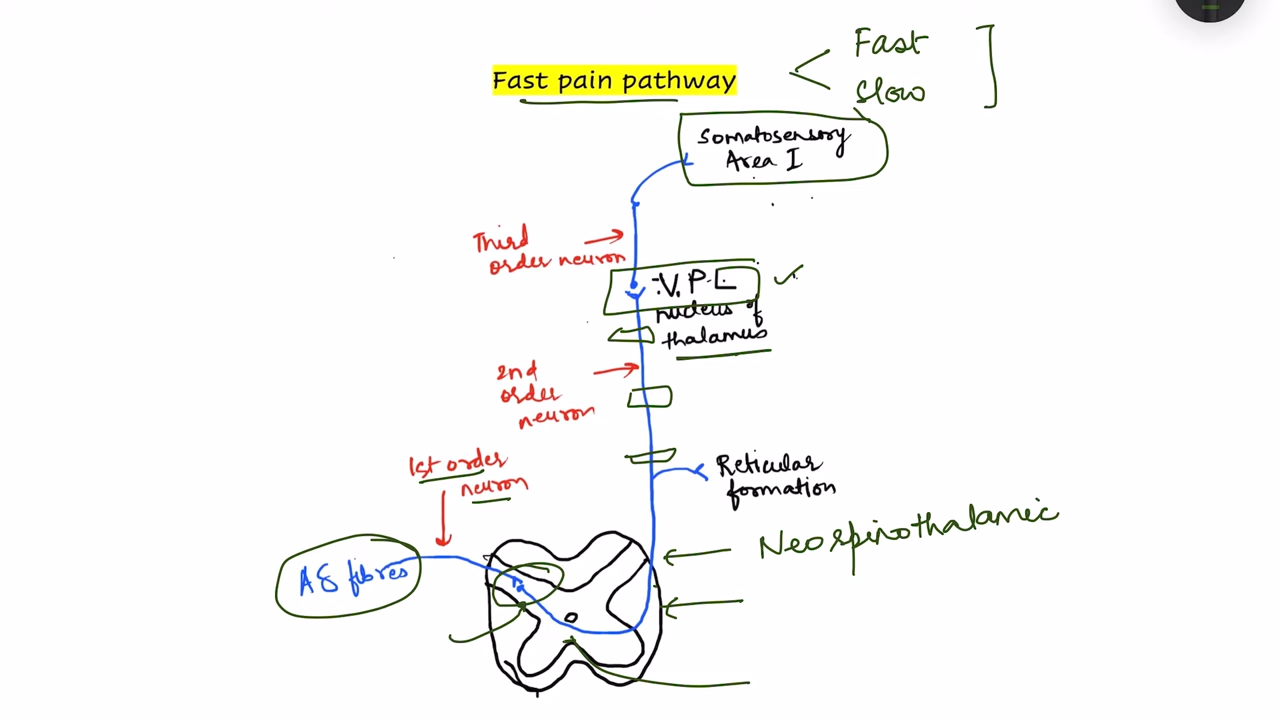 Fast pain pathway
Fast
Slow
Somatosensory
Area I
Third
order neuron
V.P.L
nucleus of
thalamus
2nd
order
neuron
1st order
neuron
Reticular
formation
Neospinothalamic
Aδ fibres